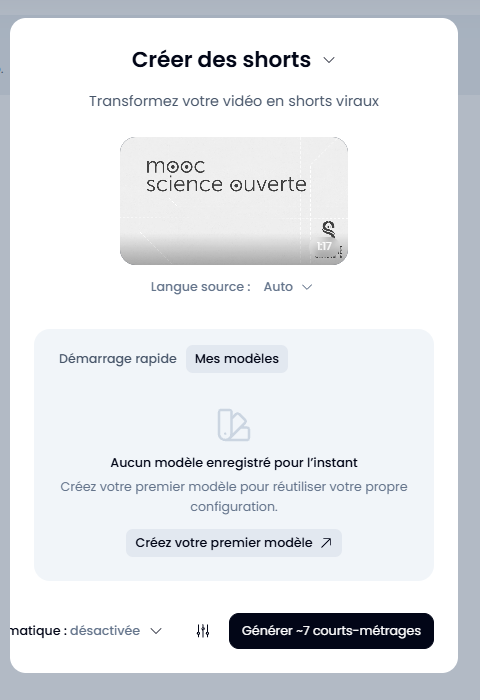 Créer des shorts
Transformez votre vidéo en shorts viraux
mooc
science ouverte
Langue source : Auto
Démarrage rapide Mes modèles
Aucun modèle enregistré pour l’instant
Créez votre premier modèle pour réutiliser votre propre
configuration.
Créez votre premier modèle
matique : désactivée
Générer ~7 courts-métrages